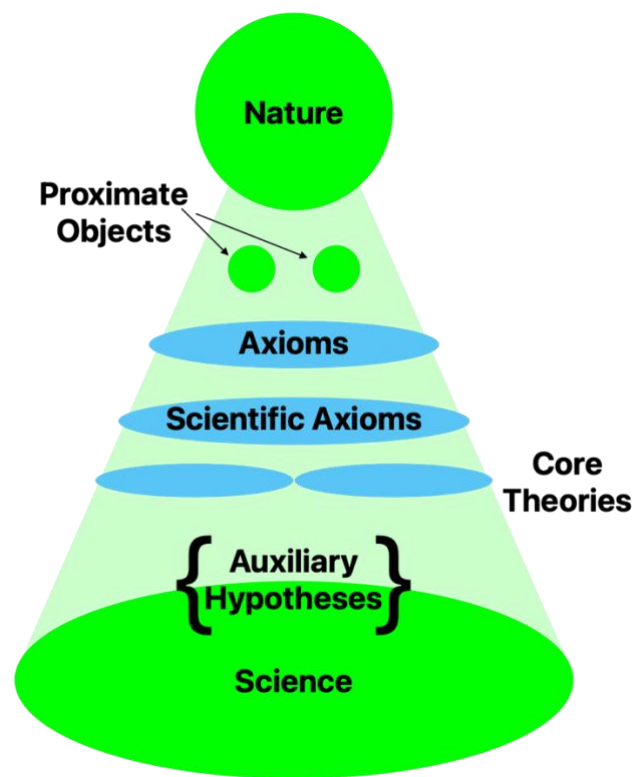 Nature
Proximate
Objects
Axioms
Scientific Axioms
Core
Theories
{ Auxiliary
Hypotheses }
Science